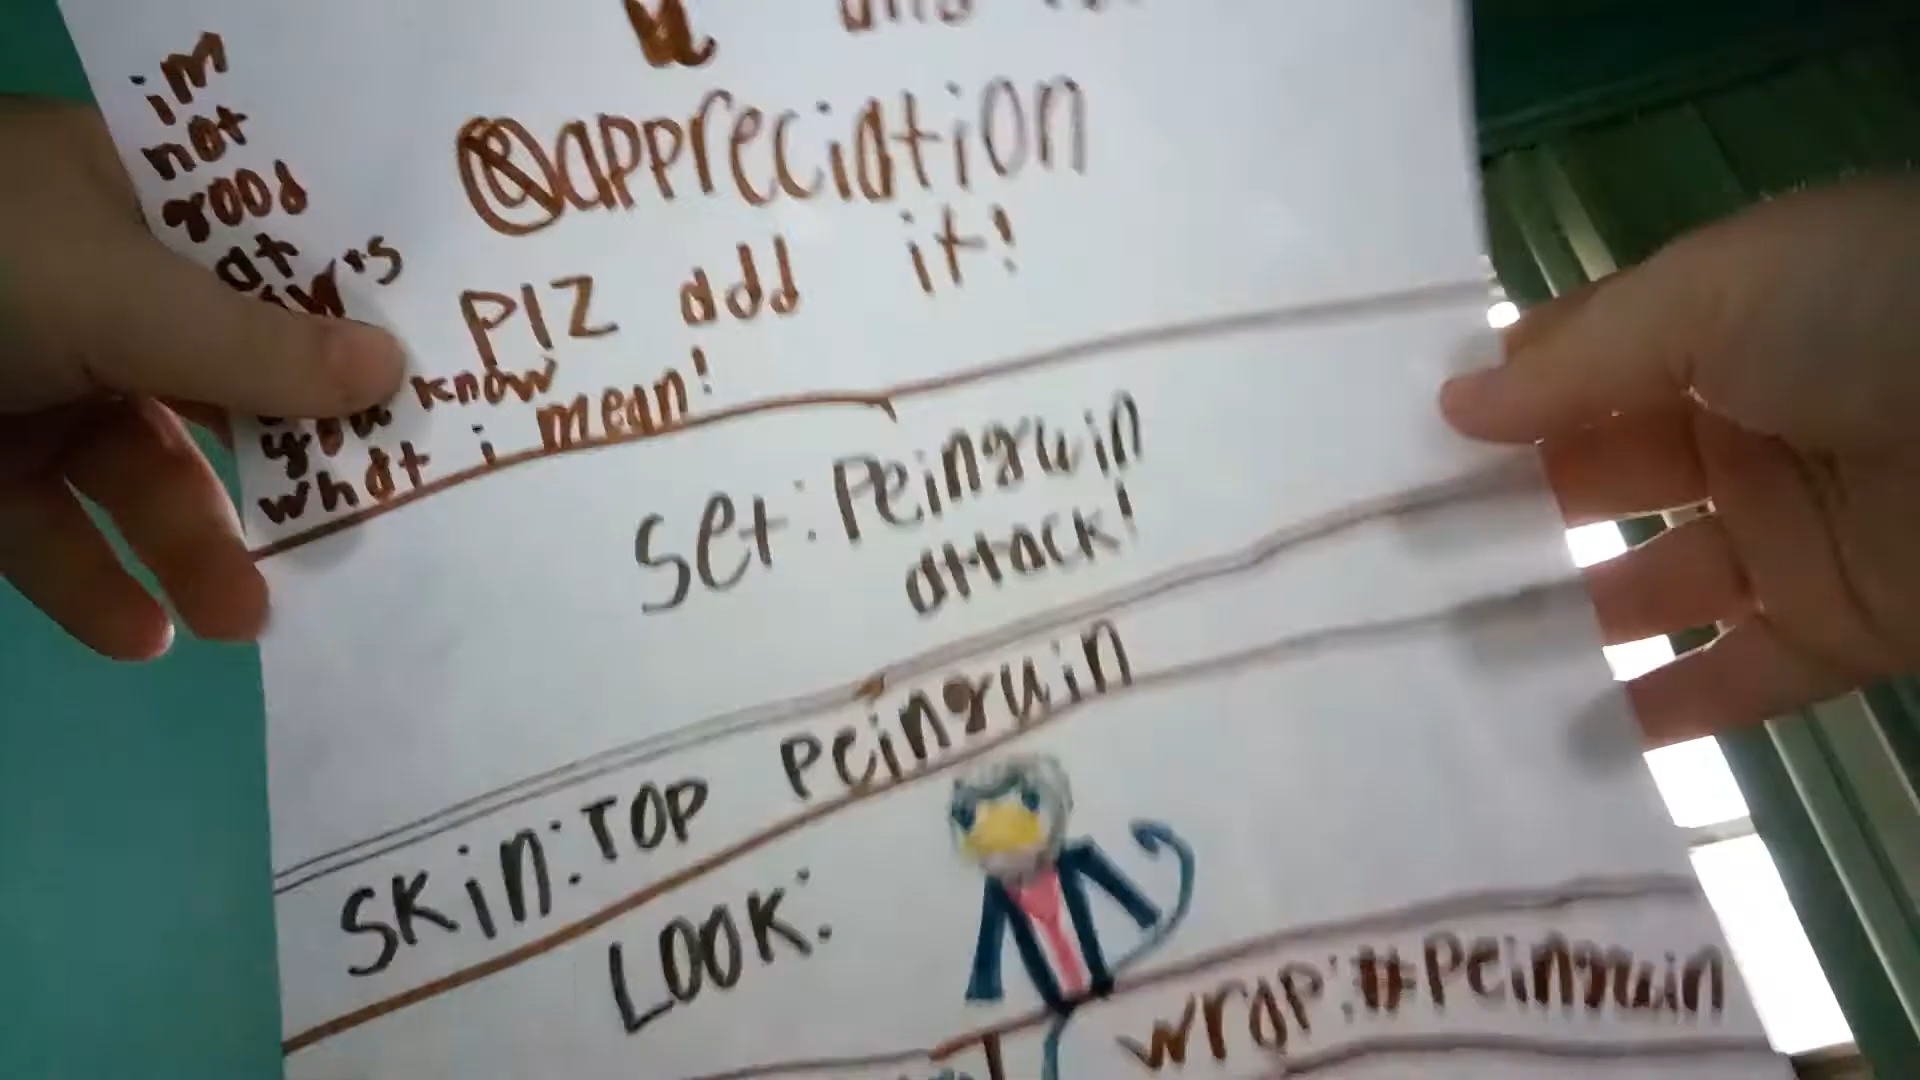 im
not
good
at
appreciation
Plz add it!
you know
what i mean!
Set: Peinguin
attack!
Skin: Top Peinguin
Look:
wrap: #Peinguin